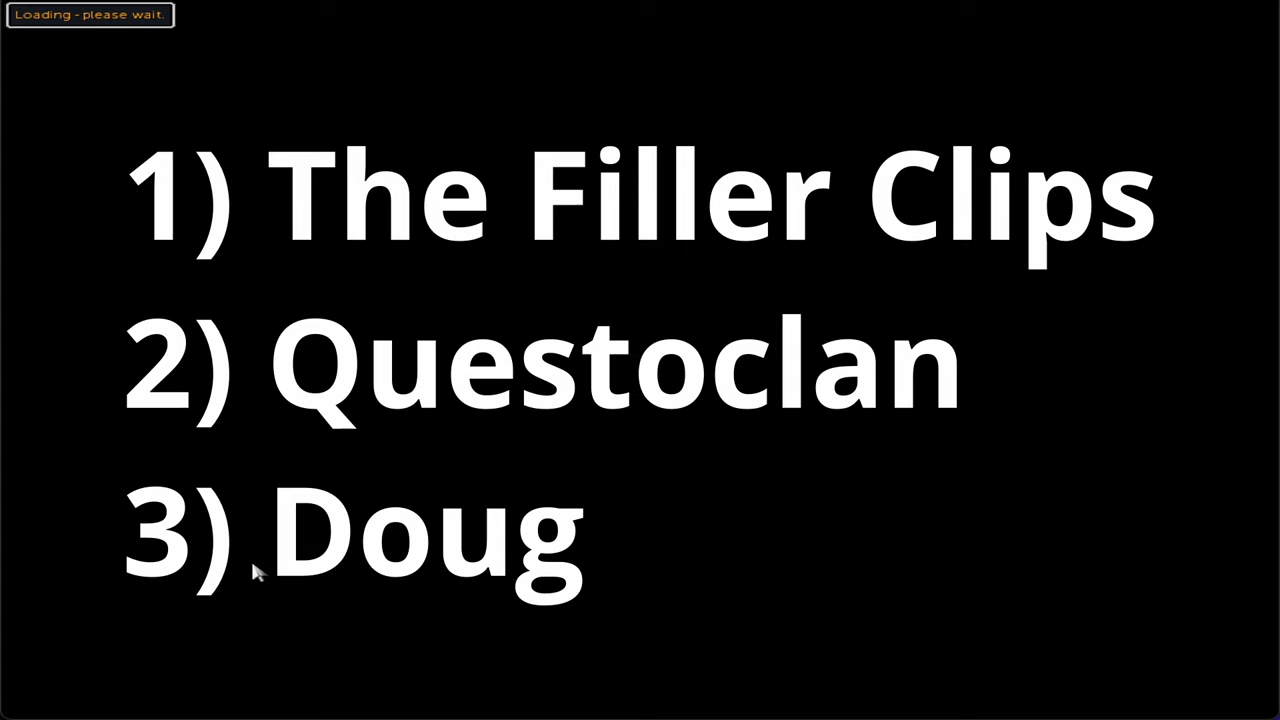 Loading - please wait.
1) The Filler Clips
2) Questoclan
3) Doug